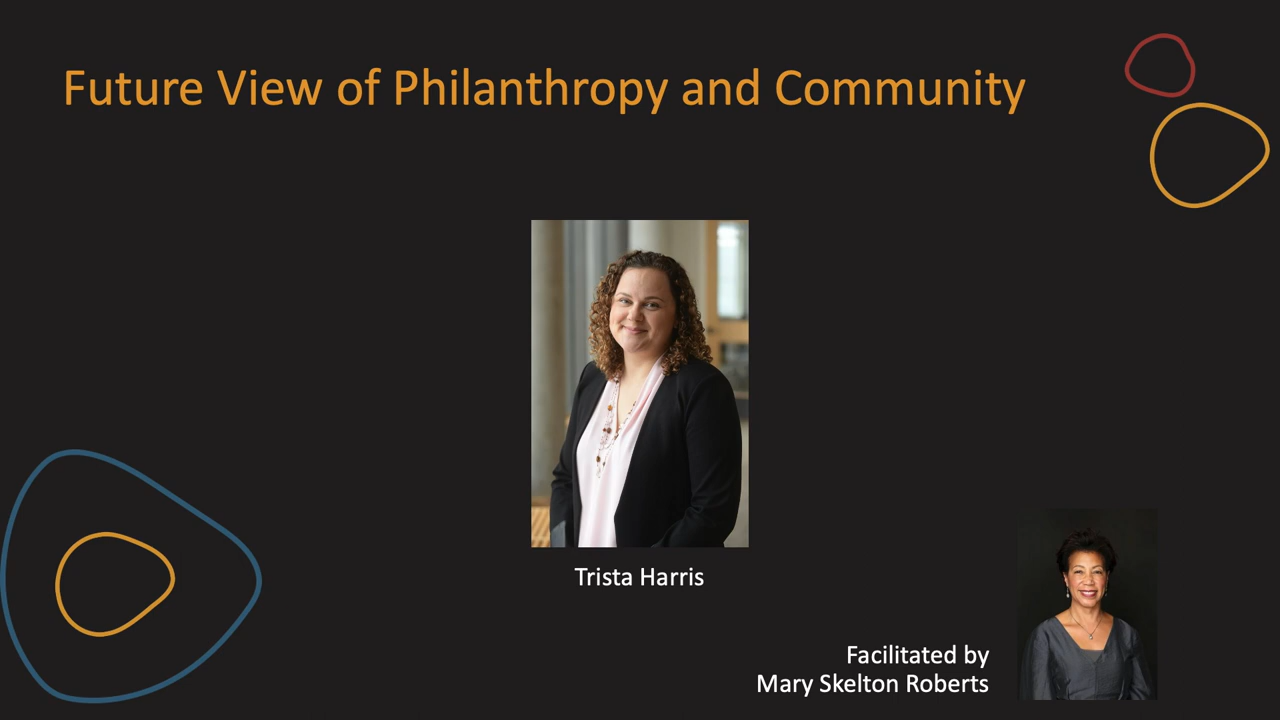 Future View of Philanthropy and Community
Trista Harris
Facilitated by
Mary Skelton Roberts